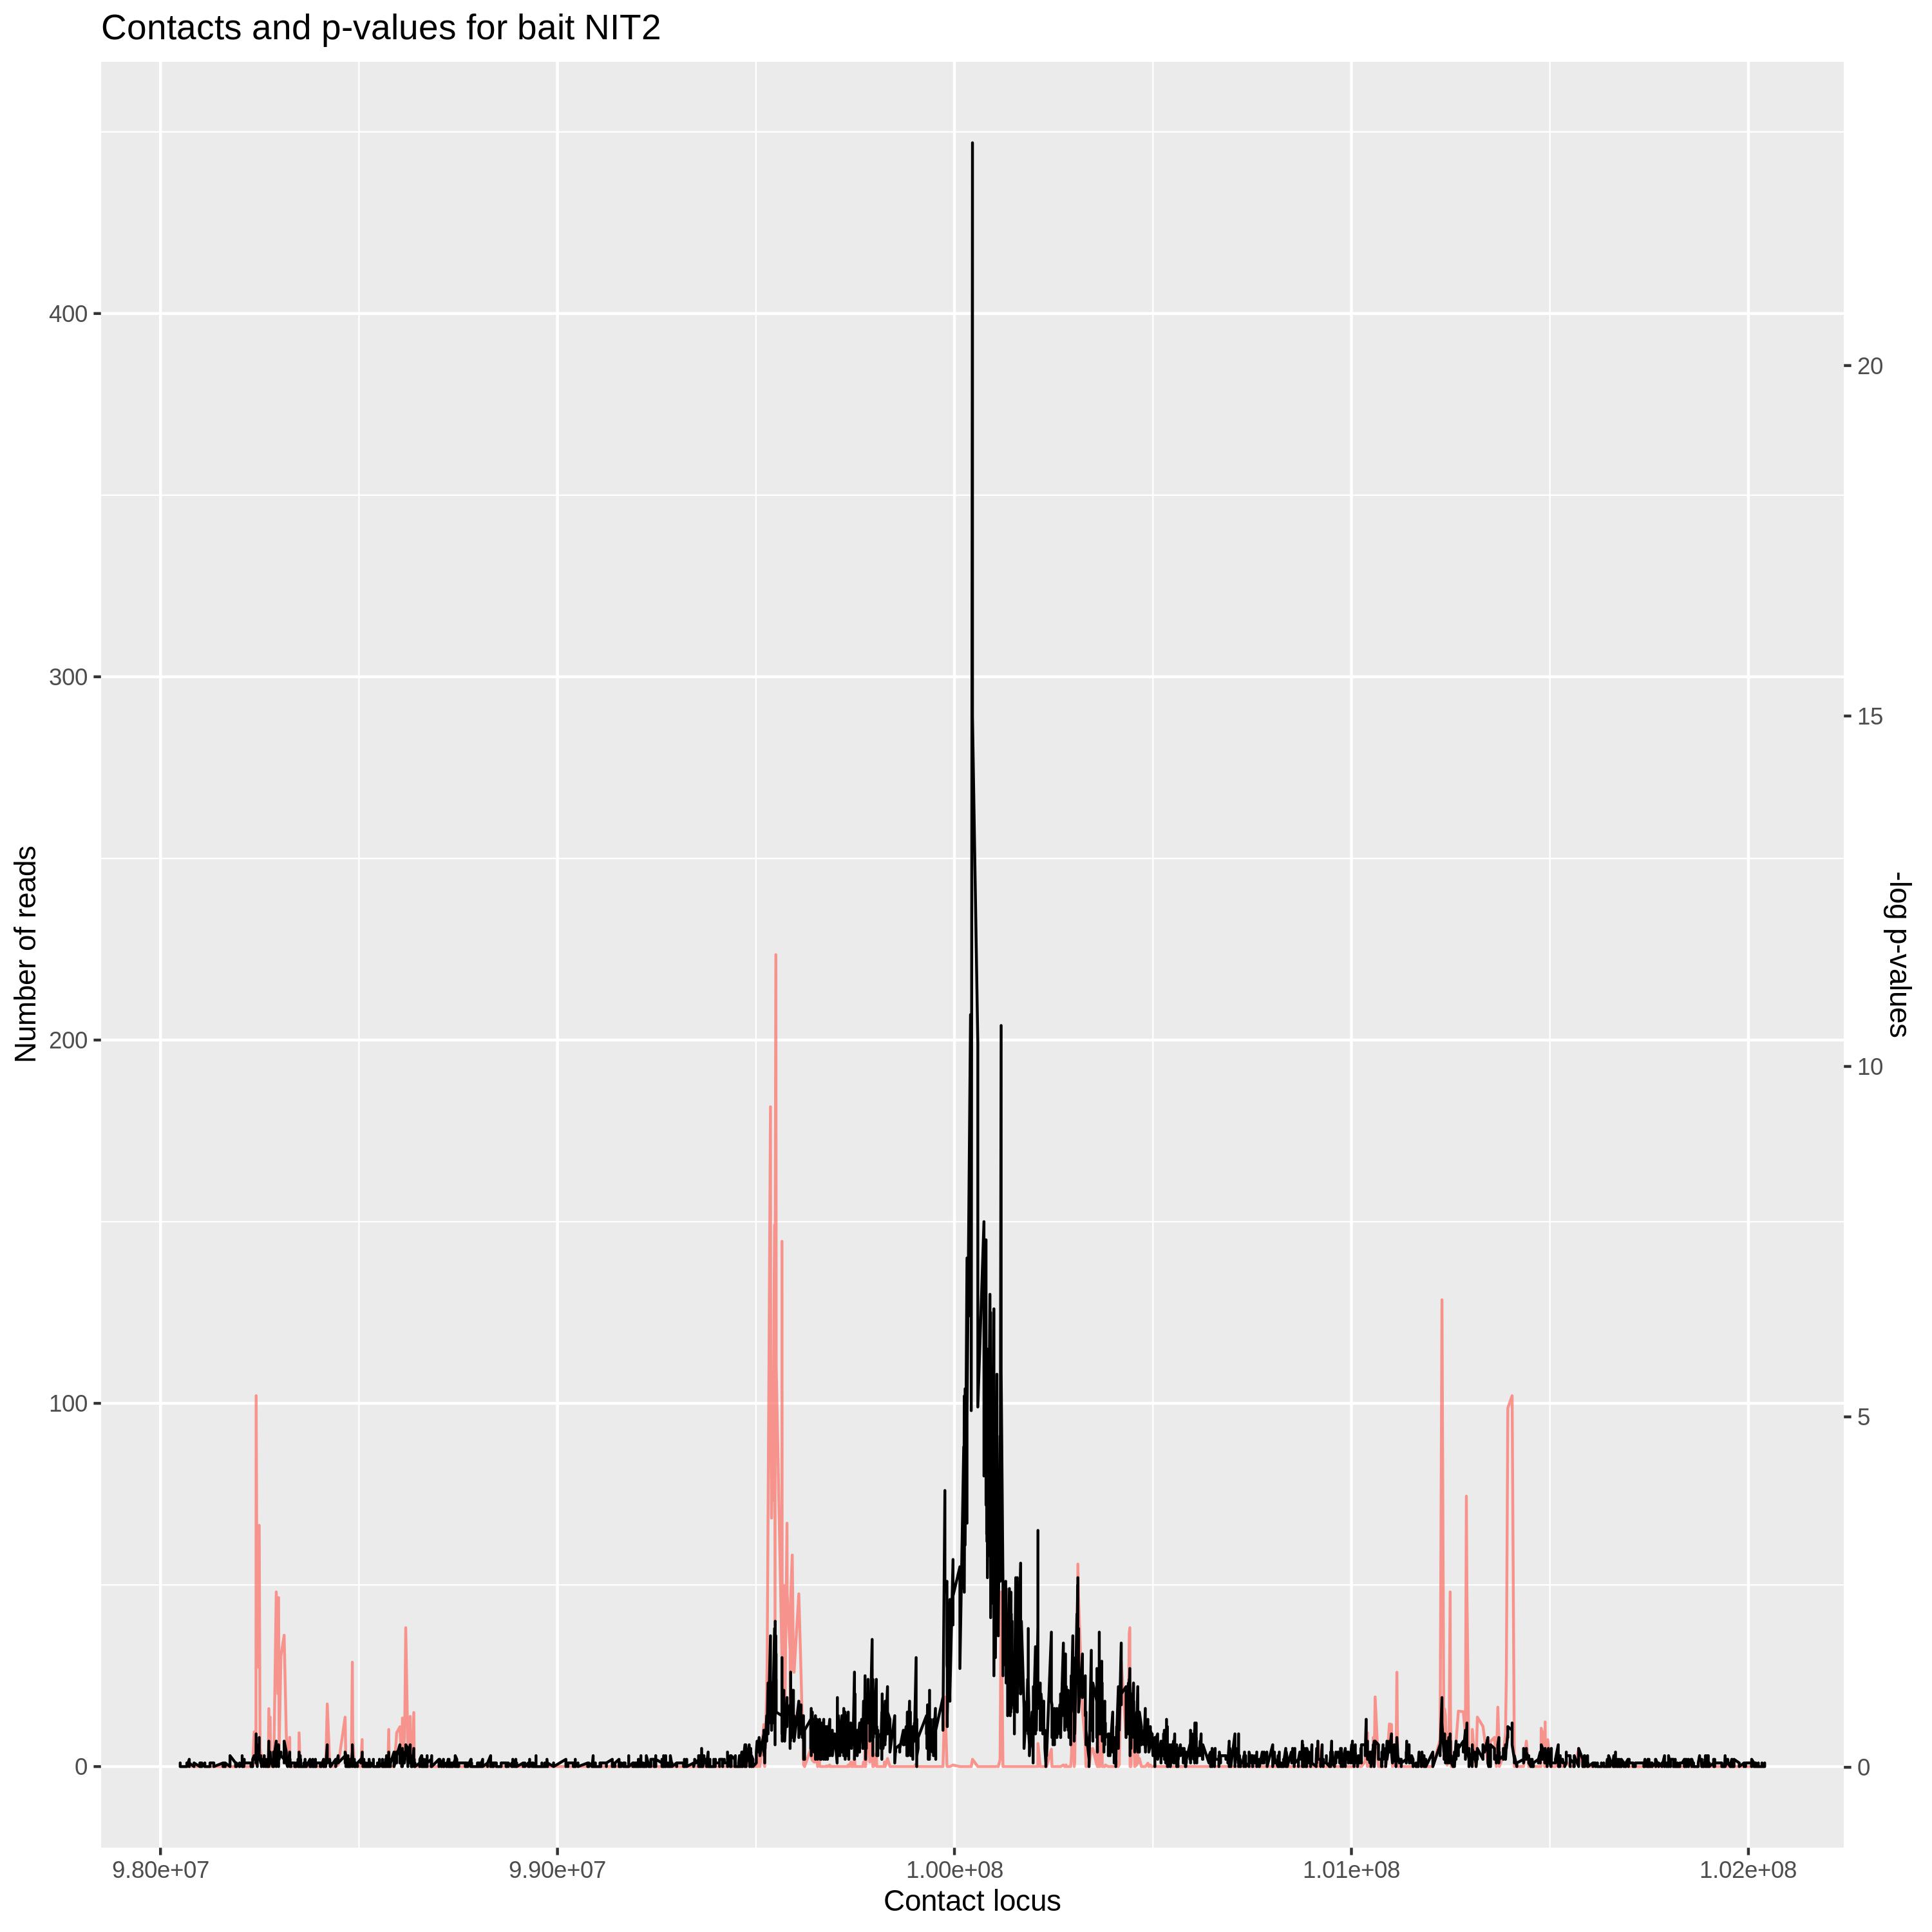 Contacts and p-values for bait NIT2
400
300
200
100
0
Number of reads
20
15
10
5
0
-log p-values
9.80e+07
9.90e+07
1.00e+08
1.01e+08
1.02e+08
Contact locus